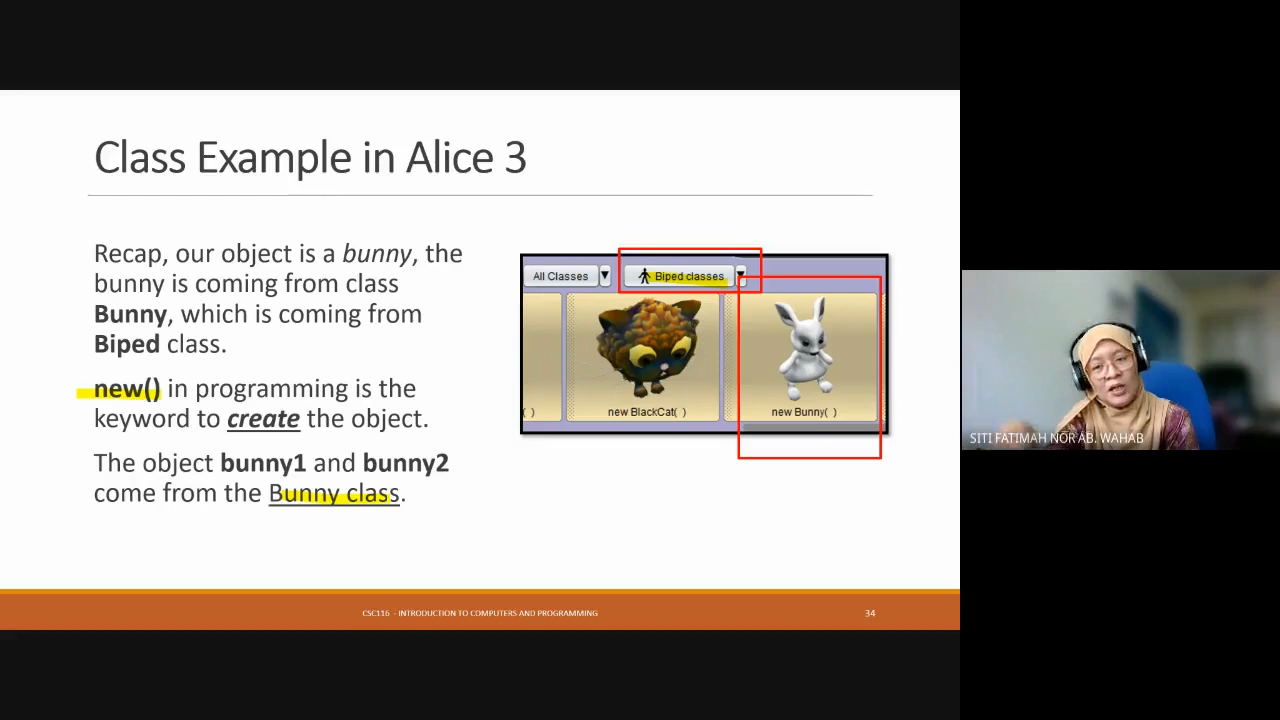 Class Example in Alice 3
Recap, our object is a bunny, the
bunny is coming from class
Bunny, which is coming from
Biped class.
new() in programming is the
keyword to create the object.
The object bunny1 and bunny2
come from the Bunny class.
All Classes
Biped classes
( )
new BlackCat( )
new Bunny( )
SITI FATIMAH NOR AB. WAHAB
CSC116 - INTRODUCTION TO COMPUTERS AND PROGRAMMING
34